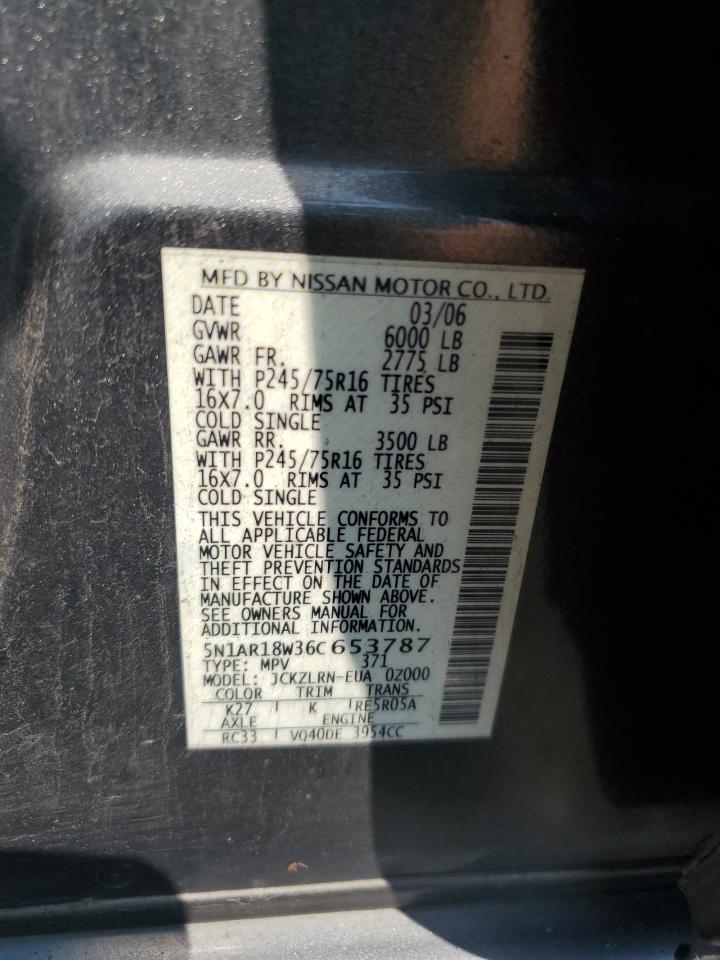 MFD BY NISSAN MOTOR CO., LTD.
DATE 03/06
GVWR 6000 LB
GAWR FR. 2775 LB
WITH P245/75R16 TIRES
16X7.0 RIMS AT 35 PSI
COLD SINGLE
GAWR RR. 3500 LB
WITH P245/75R16 TIRES
16X7.0 RIMS AT 35 PSI
COLD SINGLE
THIS VEHICLE CONFORMS TO
ALL APPLICABLE FEDERAL
MOTOR VEHICLE SAFETY AND
THEFT PREVENTION STANDARDS
IN EFFECT ON THE DATE OF
MANUFACTURE SHOWN ABOVE.
SEE OWNERS MANUAL FOR
ADDITIONAL INFORMATION.
5N1AR18W36C653787
TYPE: MPV 371
MODEL: JCKZLRN-EUA 0Z000
COLOR TRIM TRANS
K27 K RE5R05A
AXLE ENGINE
RC33 VQ40DE 3954CC